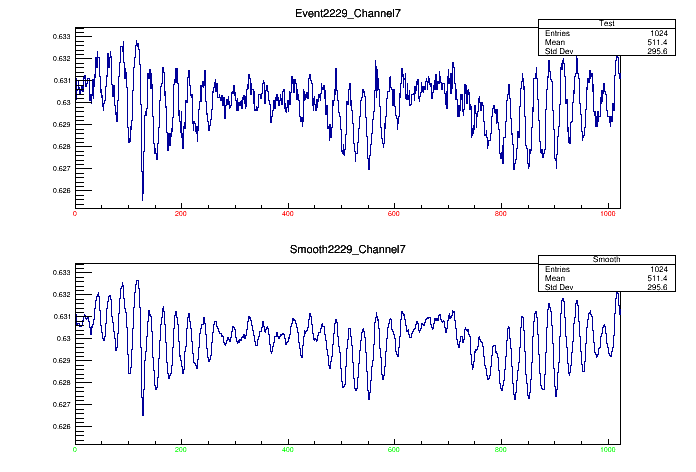 Event2229_Channel7
Test
Entries 1024
Mean 511.4
Std Dev 295.6
0.633
0.632
0.631
0.63
0.629
0.628
0.627
0.626
0 200 400 600 800 1000
Smooth2229_Channel7
Smooth
Entries 1024
Mean 511.4
Std Dev 295.6
0.633
0.632
0.631
0.63
0.629
0.628
0.627
0.626
0 200 400 600 800 1000